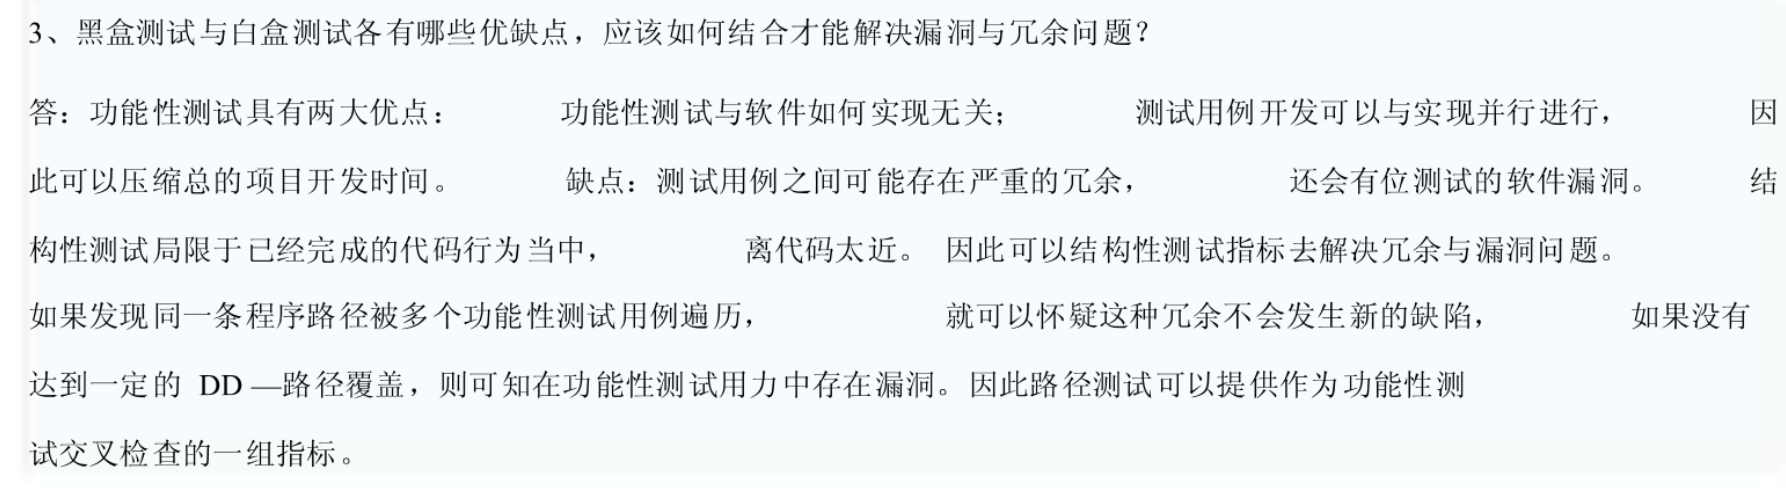 3、黑盒测试与白盒测试各有哪些优缺点，应该如何结合才能解决漏洞与冗余问题？
答：功能性测试具有两大优点： 功能性测试与软件如何实现无关； 测试用例开发可以与实现并行进行， 因
此可以压缩总的项目开发时间。 缺点：测试用例之间可能存在严重的冗余， 还会有位测试的软件漏洞。 结
构性测试局限于已经完成的代码行为当中， 离代码太近。 因此可以结构性测试指标去解决冗余与漏洞问题。
如果发现同一条程序路径被多个功能性测试用例遍历， 就可以怀疑这种冗余不会发生新的缺陷， 如果没有
达到一定的 DD —路径覆盖，则可知在功能性测试用力中存在漏洞。因此路径测试可以提供作为功能性测
试交叉检查的一组指标。